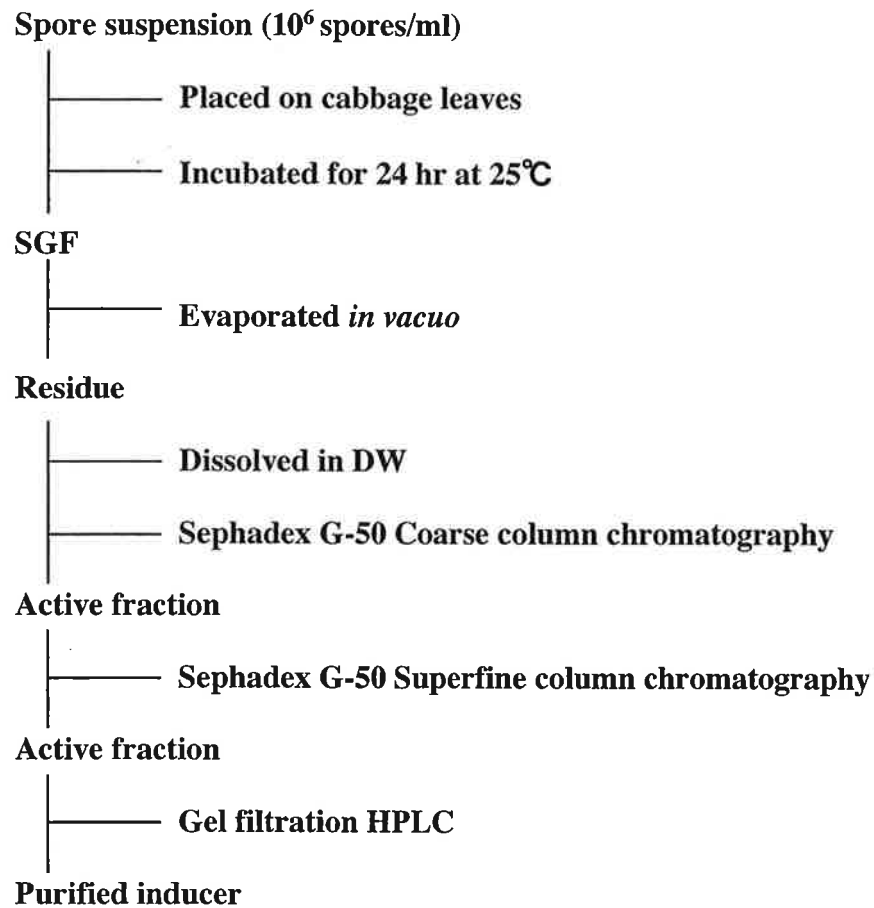 Spore suspension (10⁶ spores/ml)
Placed on cabbage leaves
Incubated for 24 hr at 25℃
SGF
Evaporated in vacuo
Residue
Dissolved in DW
Sephadex G-50 Coarse column chromatography
Active fraction
Sephadex G-50 Superfine column chromatography
Active fraction
Gel filtration HPLC
Purified inducer